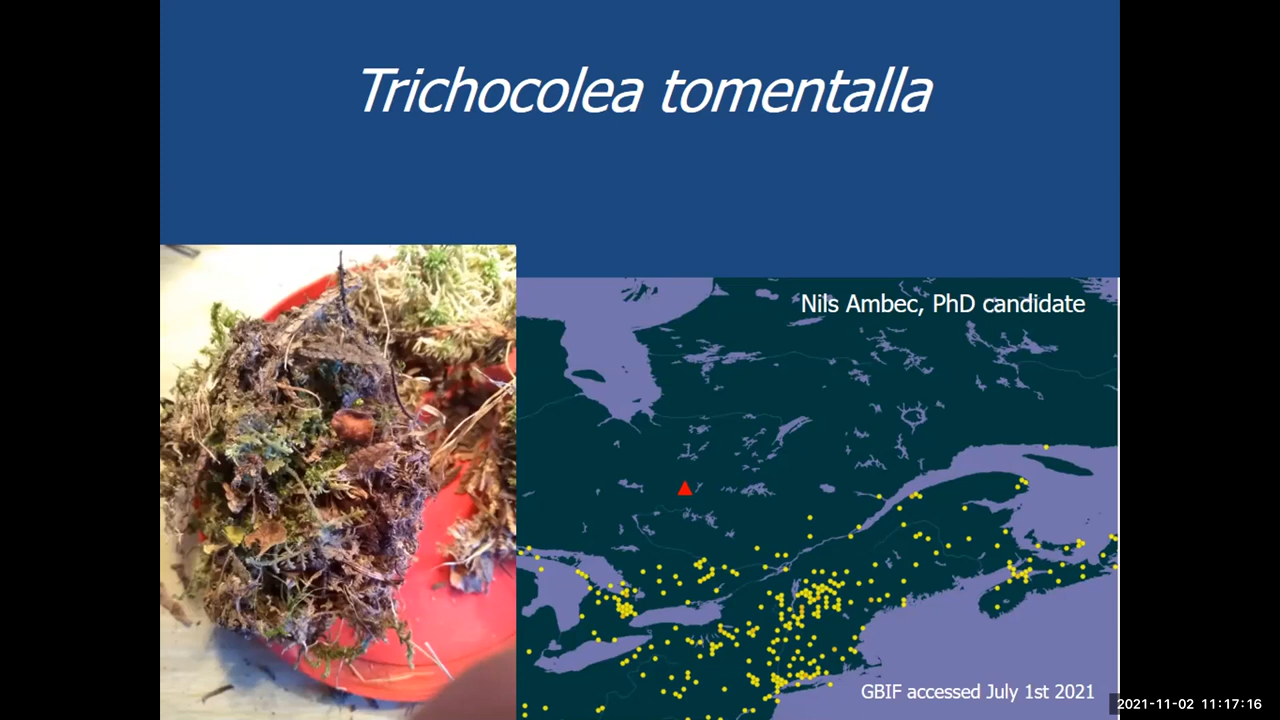 Trichocolea tomentalla
Nils Ambec, PhD candidate
GBIF accessed July 1st 2021
2021-11-02 11:17:16